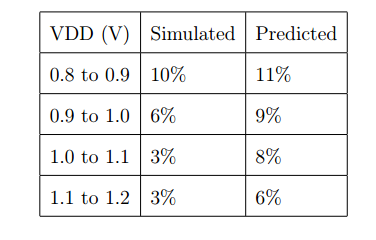 VDD (V) Simulated Predicted
0.8 to 0.9 10% 11%
0.9 to 1.0 6% 9%
1.0 to 1.1 3% 8%
1.1 to 1.2 3% 6%